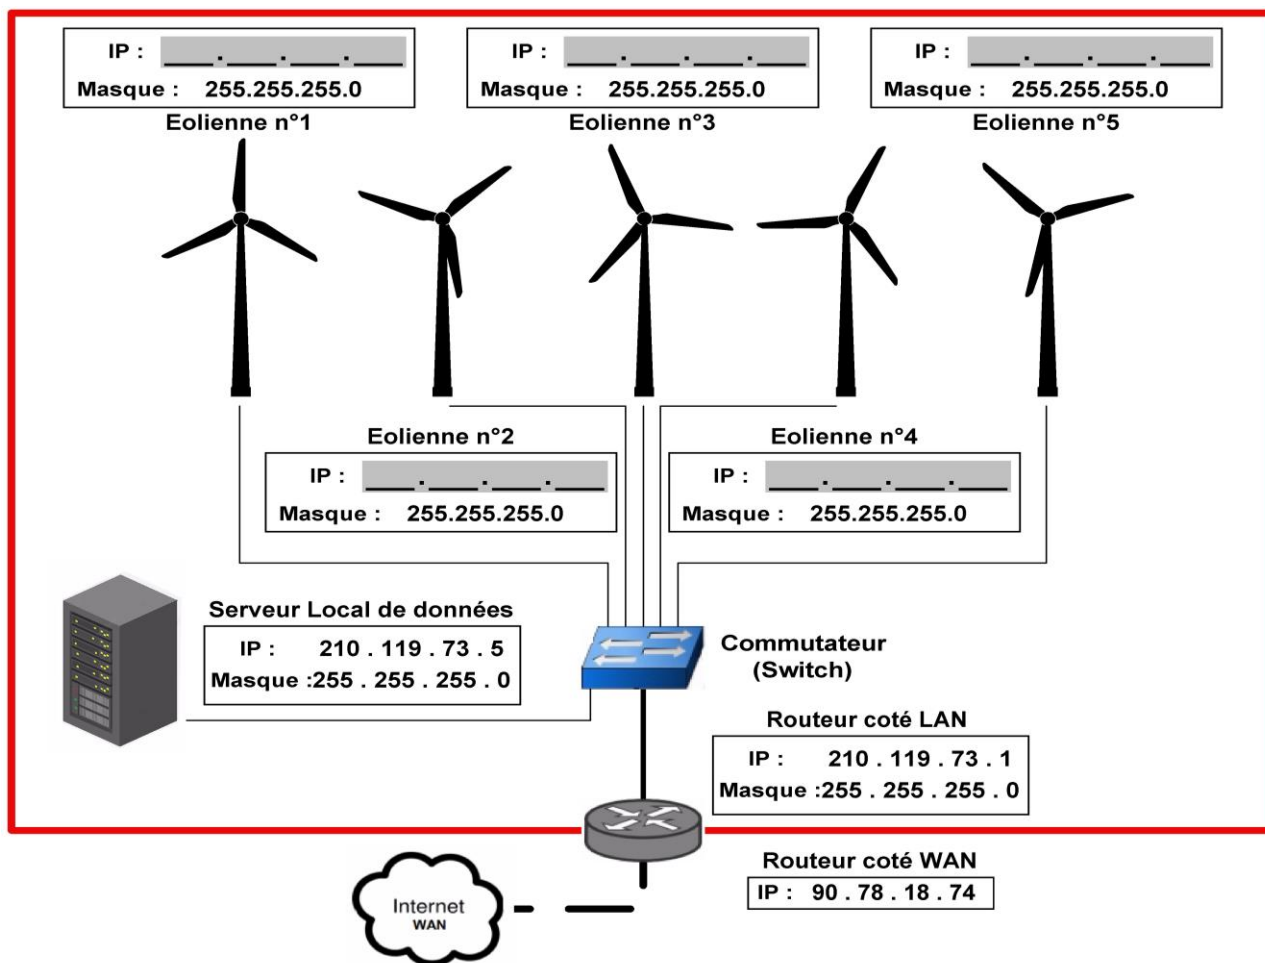 IP : ___.___.___.___
Masque : 255.255.255.0
Eolienne n°1
IP : ___.___.___.___
Masque : 255.255.255.0
Eolienne n°3
IP : ___.___.___.___
Masque : 255.255.255.0
Eolienne n°5
Eolienne n°2
IP : ___.___.___.___
Masque : 255.255.255.0
Eolienne n°4
IP : ___.___.___.___
Masque : 255.255.255.0
Serveur Local de données
IP : 210 . 119 . 73 . 5
Masque :255 . 255 . 255 . 0
Commutateur
(Switch)
Routeur coté LAN
IP : 210 . 119 . 73 . 1
Masque :255 . 255 . 255 . 0
Routeur coté WAN
IP : 90 . 78 . 18 . 74
Internet
WAN